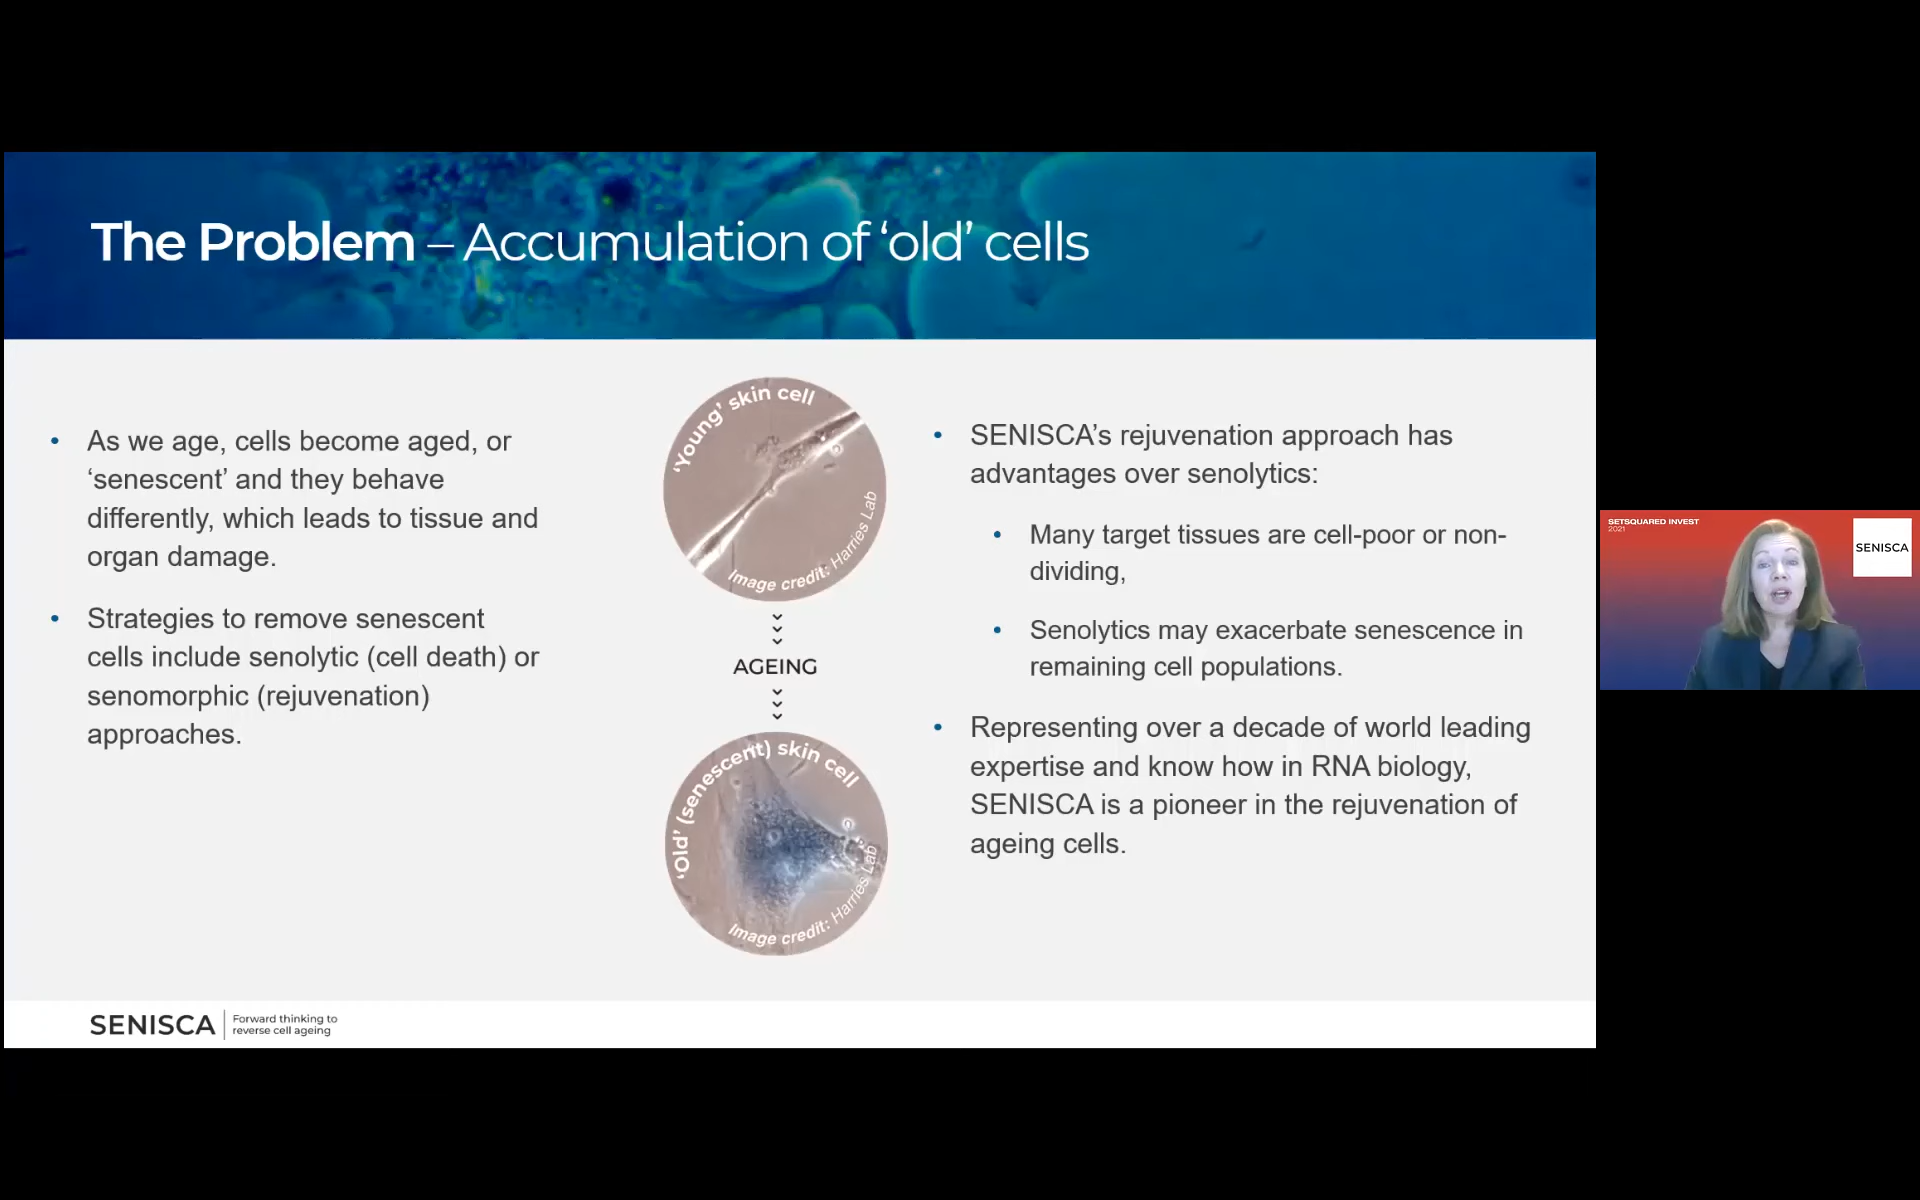 The Problem – Accumulation of ‘old’ cells
• As we age, cells become aged, or
‘senescent’ and they behave
differently, which leads to tissue and
organ damage.
• Strategies to remove senescent
cells include senolytic (cell death) or
senomorphic (rejuvenation)
approaches.
‘Young’ skin cell
Image credit: Harries Lab
AGEING
‘Old’ (senescent) skin cell
Image credit: Harries Lab
• SENISCA’s rejuvenation approach has
advantages over senolytics:
• Many target tissues are cell-poor or non-
dividing,
• Senolytics may exacerbate senescence in
remaining cell populations.
• Representing over a decade of world leading
expertise and know how in RNA biology,
SENISCA is a pioneer in the rejuvenation of
ageing cells.
SENISCA
Forward thinking to
reverse cell ageing
SETSQUARED INVEST
2021
SENISCA